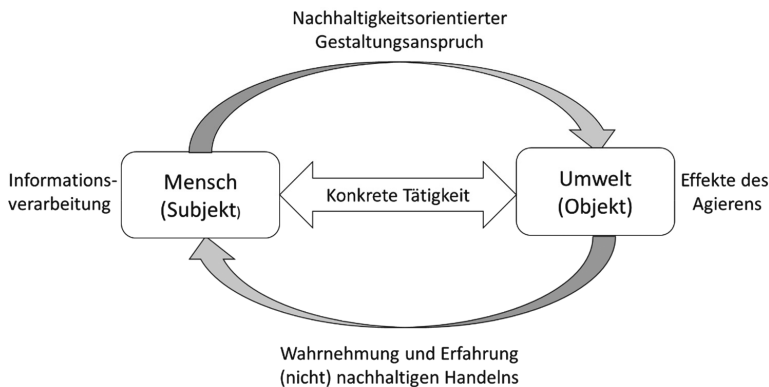 Nachhaltigkeitsorientierter
Gestaltungsanspruch
Informations-
verarbeitung
Mensch
(Subjekt)
Konkrete Tätigkeit
Umwelt
(Objekt)
Effekte des
Agierens
Wahrnehmung und Erfahrung
(nicht) nachhaltigen Handelns